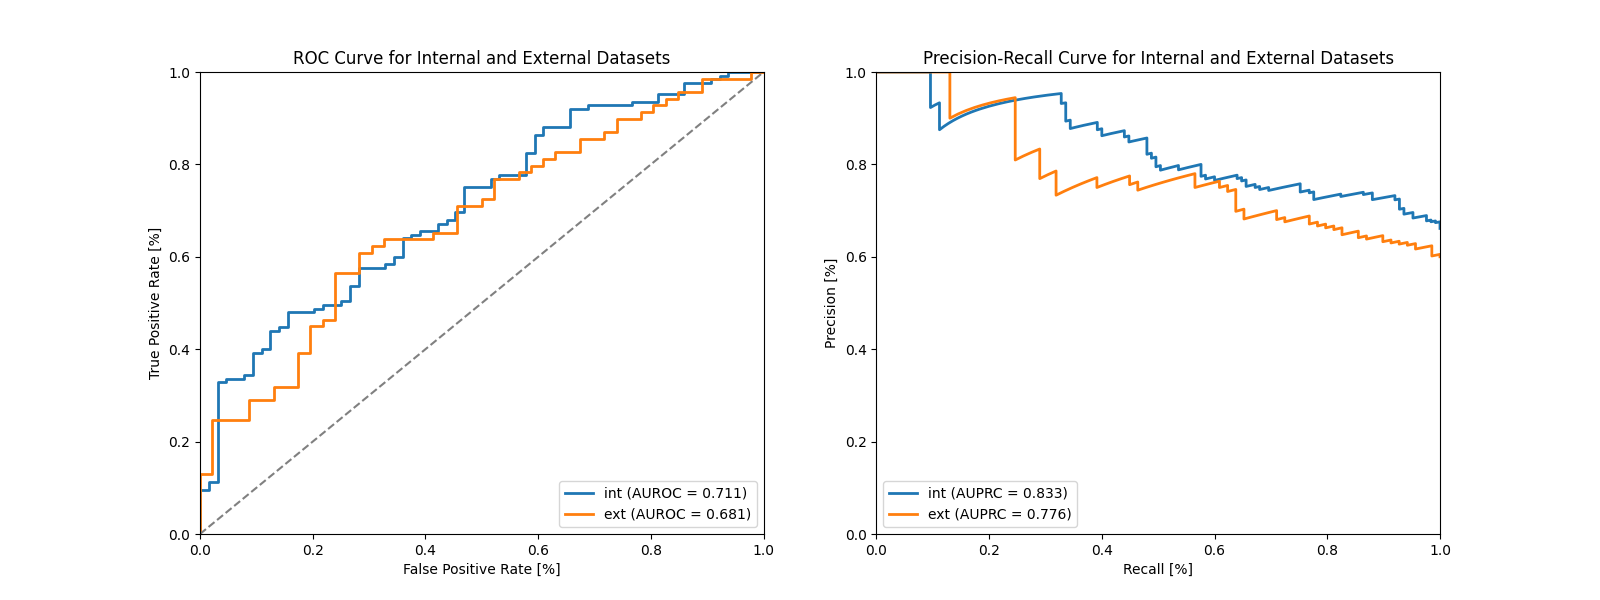 ROC Curve for Internal and External Datasets
1.0
0.8
0.6
0.4
0.2
0.0
True Positive Rate [%]
int (AUROC = 0.711)
ext (AUROC = 0.681)
0.0 0.2 0.4 0.6 0.8 1.0
False Positive Rate [%]
Precision-Recall Curve for Internal and External Datasets
1.0
0.8
0.6
0.4
0.2
0.0
Precision [%]
int (AUPRC = 0.833)
ext (AUPRC = 0.776)
0.0 0.2 0.4 0.6 0.8 1.0
Recall [%]